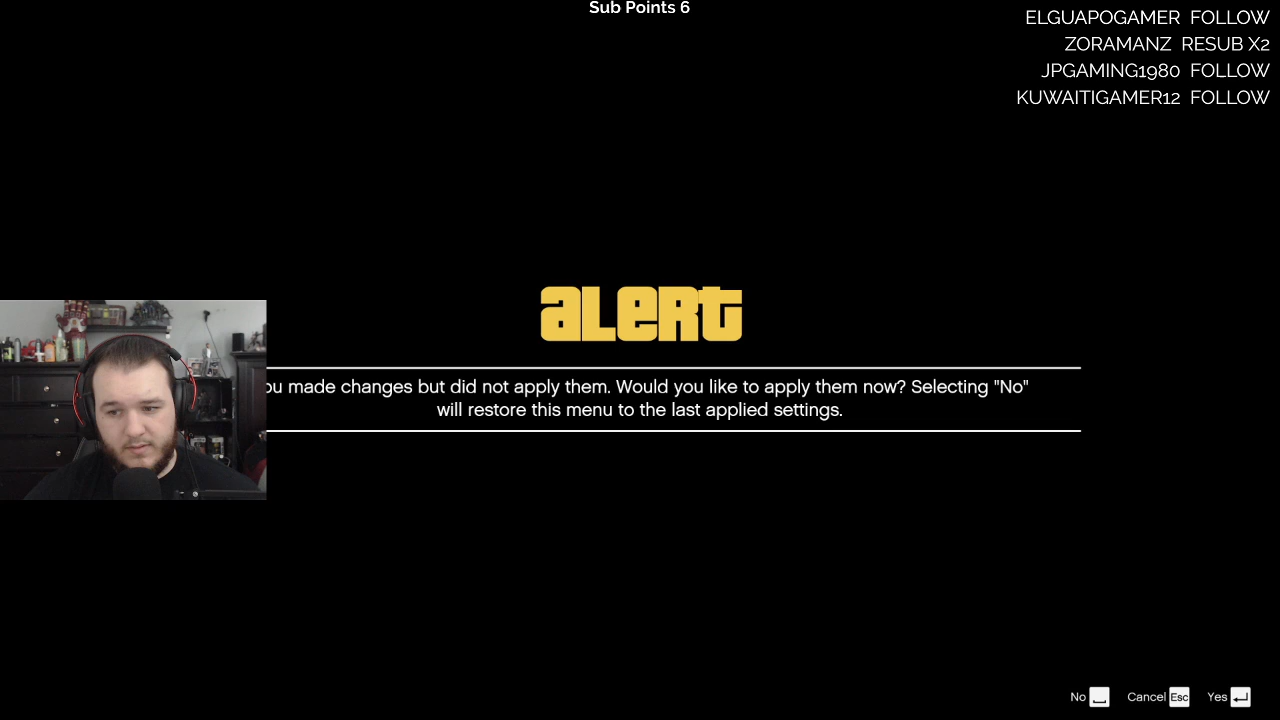 Sub Points 6
ELGUAPOGAMER FOLLOW
ZORAMANZ RESUB X2
JPGAMING1980 FOLLOW
KUWAITIGAMER12 FOLLOW
aLeRt
ou made changes but did not apply them. Would you like to apply them now? Selecting "No"
will restore this menu to the last applied settings.
No Cancel Esc Yes